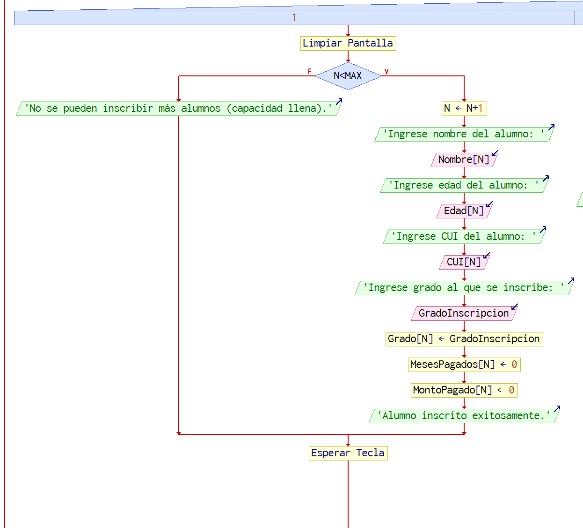 1
Limpiar Pantalla
F
N<MAX
V
'No se pueden inscribir más alumnos (capacidad llena).'
N ← N+1
'Ingrese nombre del alumno: '
Nombre[N]
'Ingrese edad del alumno: '
Edad[N]
'Ingrese CUI del alumno: '
CUI[N]
'Ingrese grado al que se inscribe: '
GradoInscripcion
Grado[N] ← GradoInscripcion
MesesPagados[N] ← 0
MontoPagado[N] ← 0
'Alumno inscrito exitosamente.'
Esperar Tecla